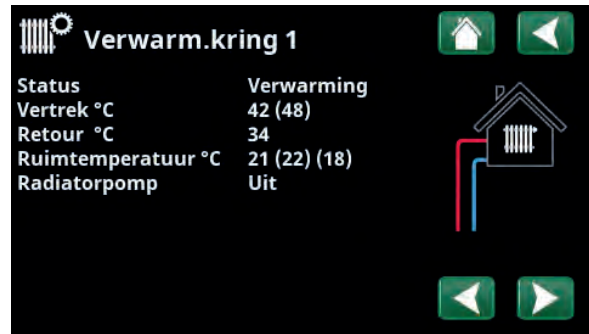 Verwarm.kring 1
Status Verwarming
Vertrek °C 42 (48)
Retour °C 34
Ruimtemperatuur °C 21 (22) (18)
Radiatorpomp Uit